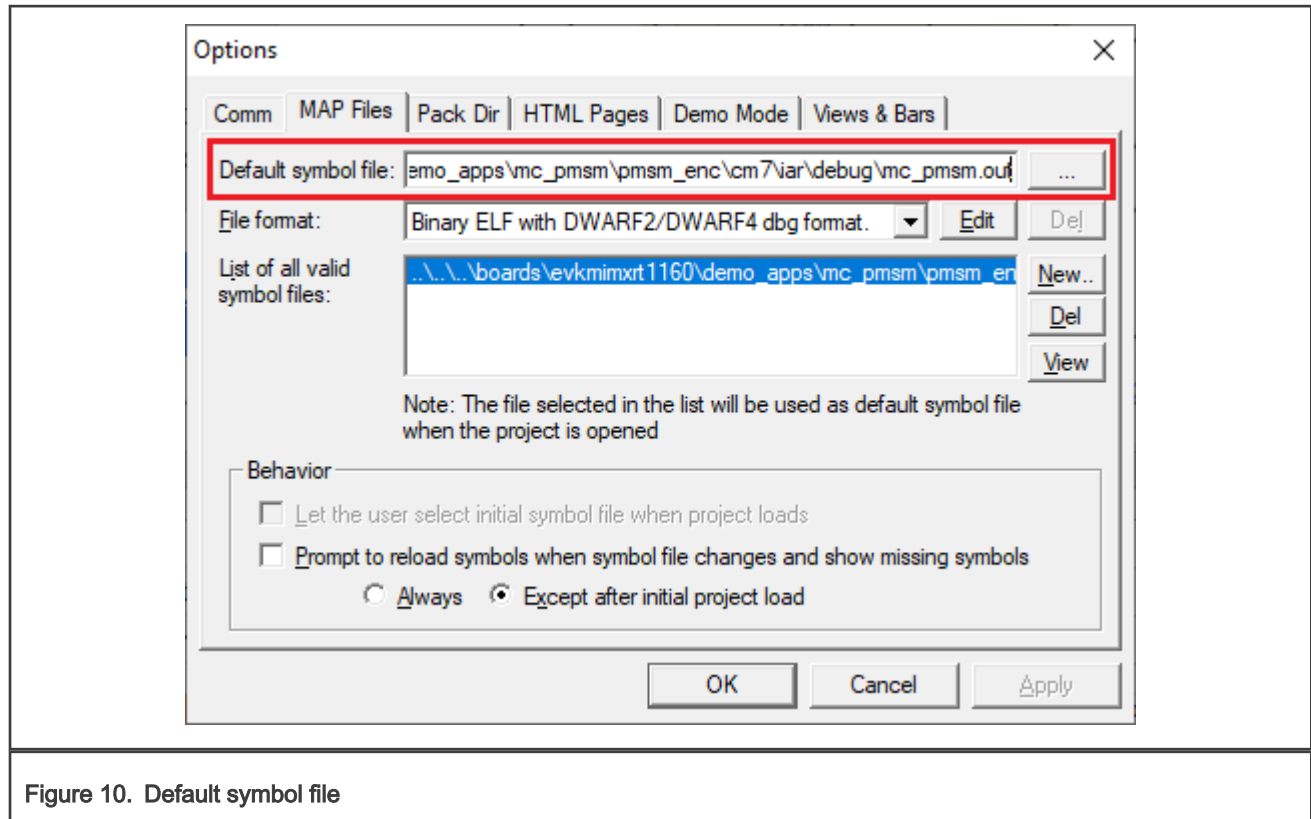 Options
Comm MAP Files Pack Dir HTML Pages Demo Mode Views & Bars
Default symbol file: emo_apps\mc_pmsm\pmsm_enc\cm7\iar\debug\mc_pmsm.out ...
File format: Binary ELF with DWARF2/DWARF4 dbg format. Edit Del
List of all valid
symbol files:
..\..\..\boards\evkmimxrt1160\demo_apps\mc_pmsm\pmsm_en
New..
Del
View
Note: The file selected in the list will be used as default symbol file
when the project is opened
Behavior
Let the user select initial symbol file when project loads
Prompt to reload symbols when symbol file changes and show missing symbols
Always Except after initial project load
OK Cancel Apply
Figure 10. Default symbol file